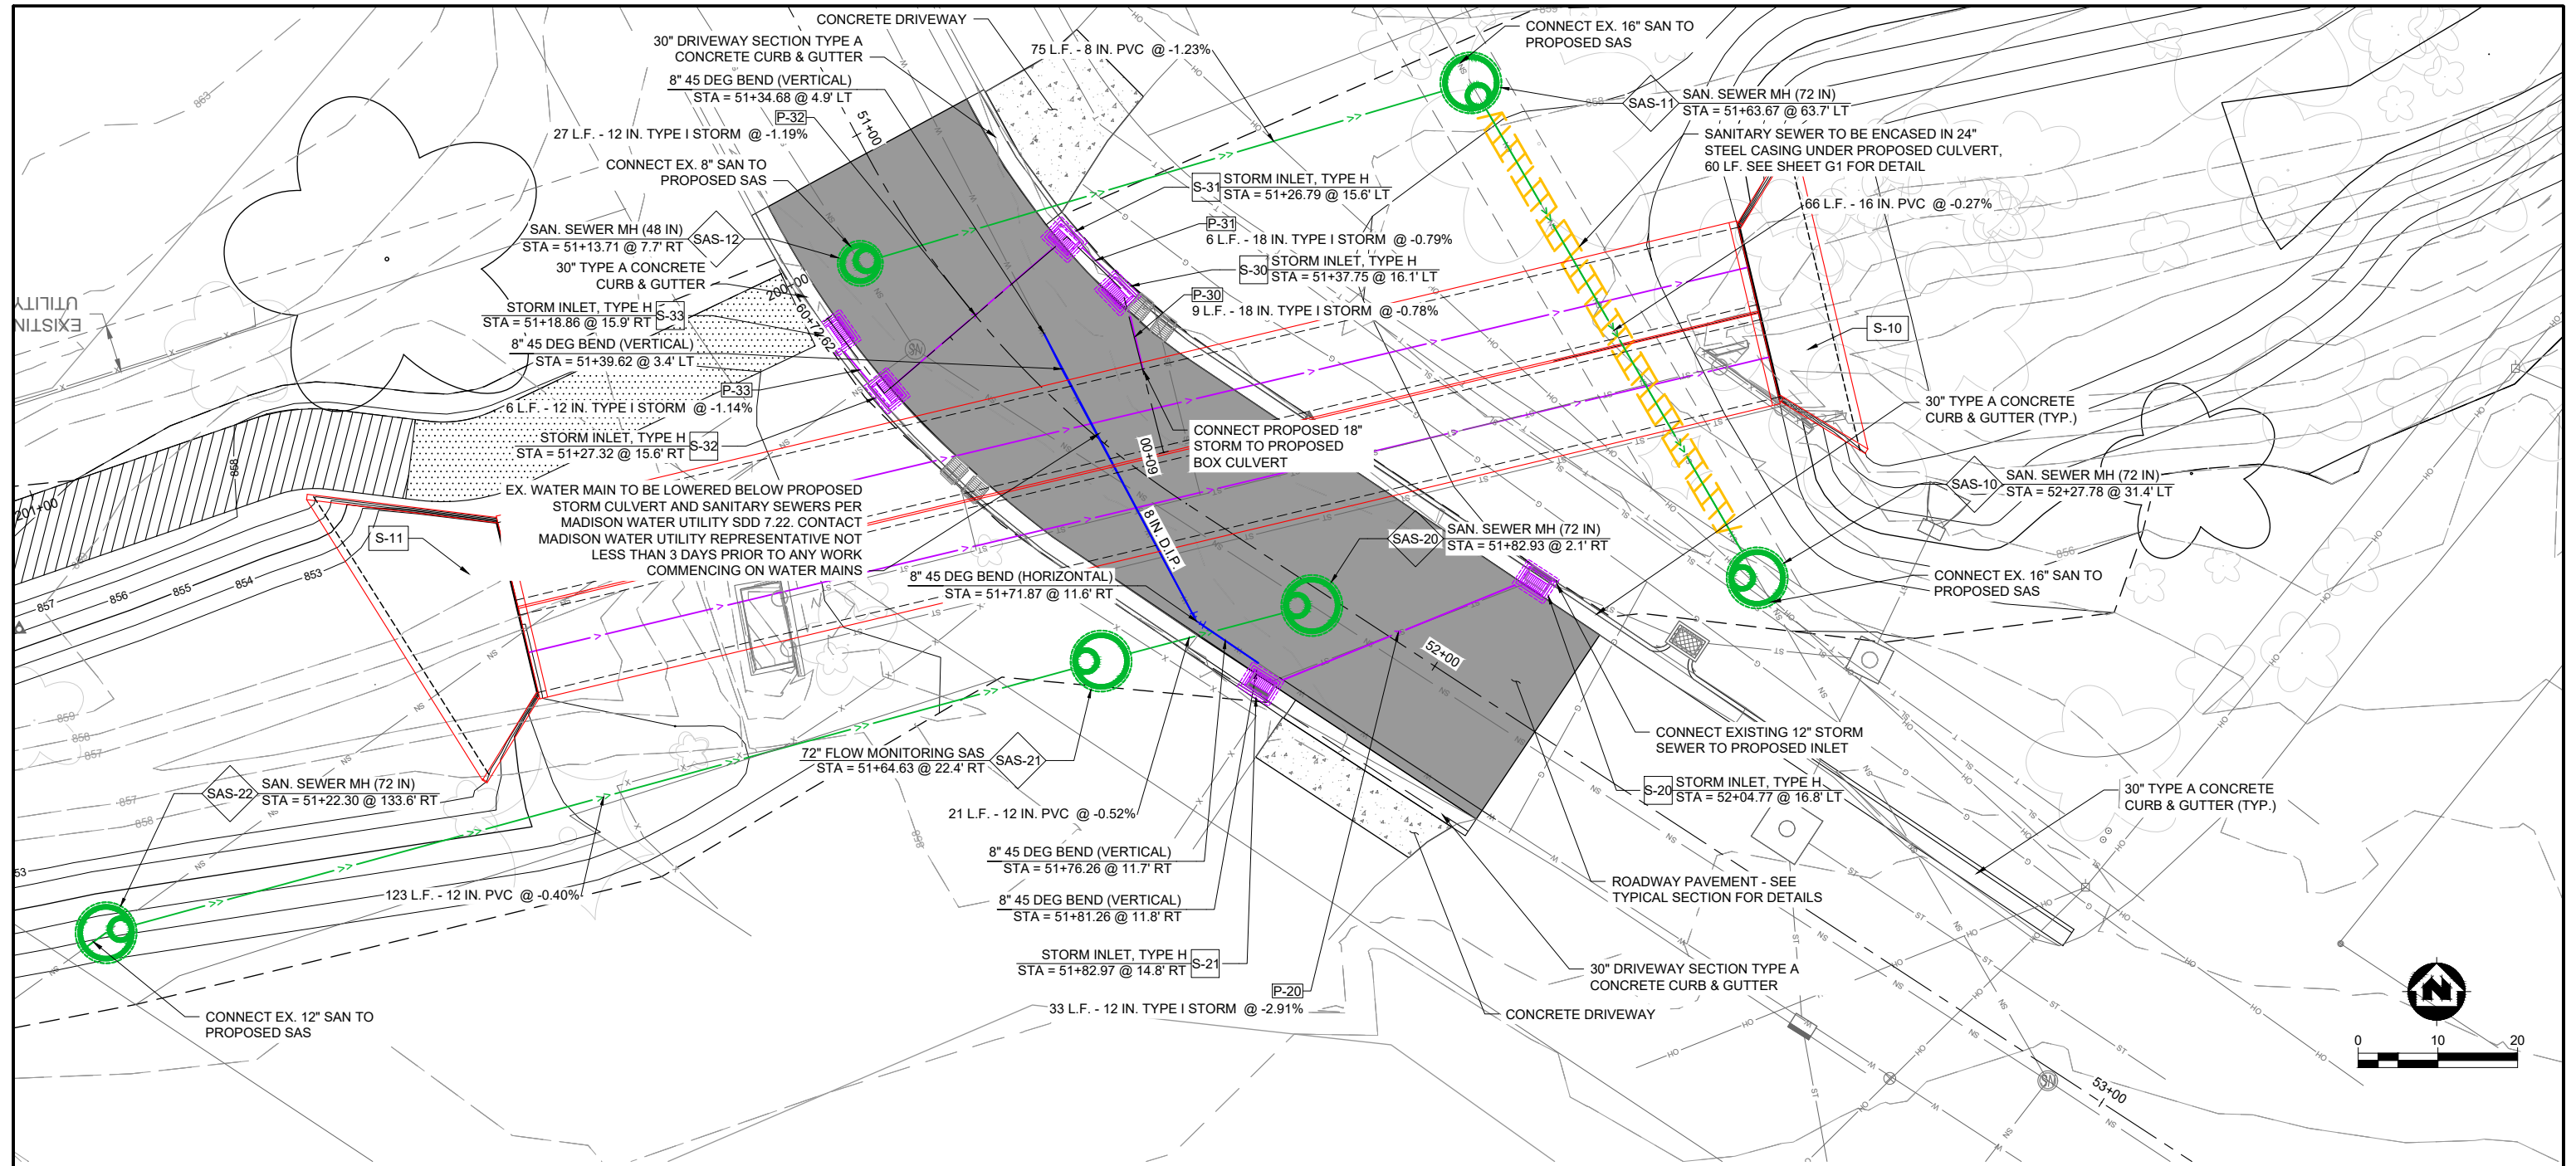 CONCRETE DRIVEWAY
30" DRIVEWAY SECTION TYPE A
CONCRETE CURB & GUTTER
8" 45 DEG BEND (VERTICAL)
STA = 51+34.68 @ 4.9' LT
P-32
27 L.F. - 12 IN. TYPE I STORM @ -1.19%
CONNECT EX. 8" SAN TO
PROPOSED SAS
SAN. SEWER MH (48 IN)
STA = 51+13.71 @ 7.7' RT
SAS-12
30" TYPE A CONCRETE
CURB & GUTTER
STORM INLET, TYPE H
STA = 51+18.86 @ 15.9' RT
S-33
8" 45 DEG BEND (VERTICAL)
STA = 51+39.62 @ 3.4' LT
P-33
6 L.F. - 12 IN. TYPE I STORM @ -1.14%
STORM INLET, TYPE H
STA = 51+27.32 @ 15.6' RT
S-32
EX. WATER MAIN TO BE LOWERED BELOW PROPOSED
STORM CULVERT AND SANITARY SEWERS PER
MADISON WATER UTILITY SDD 7.22. CONTACT
MADISON WATER UTILITY REPRESENTATIVE NOT
LESS THAN 3 DAYS PRIOR TO ANY WORK
COMMENCING ON WATER MAINS
75 L.F. - 8 IN. PVC @ -1.23%
CONNECT EX. 16" SAN TO
PROPOSED SAS
SAS-11
SAN. SEWER MH (72 IN)
STA = 51+63.67 @ 63.7' LT
SANITARY SEWER TO BE ENCASED IN 24"
STEEL CASING UNDER PROPOSED CULVERT,
60 LF. SEE SHEET G1 FOR DETAIL
66 L.F. - 16 IN. PVC @ -0.27%
S-31
STORM INLET, TYPE H
STA = 51+26.79 @ 15.6' LT
P-31
6 L.F. - 18 IN. TYPE I STORM @ -0.79%
S-30
STORM INLET, TYPE H
STA = 51+37.75 @ 16.1' LT
P-30
9 L.F. - 18 IN. TYPE I STORM @ -0.78%
CONNECT PROPOSED 18"
STORM TO PROPOSED
BOX CULVERT
S-10
30" TYPE A CONCRETE
CURB & GUTTER (TYP.)
SAS-10
SAN. SEWER MH (72 IN)
STA = 52+27.78 @ 31.4' LT
CONNECT EX. 16" SAN TO
PROPOSED SAS
SAS-20
SAN. SEWER MH (72 IN)
STA = 51+82.93 @ 2.1' RT
8" 45 DEG BEND (HORIZONTAL)
STA = 51+71.87 @ 11.6' RT
8 IN. D.I.P.
51+00
60+00
52+00
53+00
200+00
60+72.62
201+00
EXISTIN
UTILITY
S-11
863
859
858
857
856
855
854
853
72" FLOW MONITORING SAS
STA = 51+64.63 @ 22.4' RT
SAS-21
SAS-22
SAN. SEWER MH (72 IN)
STA = 51+22.30 @ 133.6' RT
123 L.F. - 12 IN. PVC @ -0.40%
CONNECT EX. 12" SAN TO
PROPOSED SAS
21 L.F. - 12 IN. PVC @ -0.52%
8" 45 DEG BEND (VERTICAL)
STA = 51+76.26 @ 11.7' RT
8" 45 DEG BEND (VERTICAL)
STA = 51+81.26 @ 11.8' RT
STORM INLET, TYPE H
STA = 51+82.97 @ 14.8' RT
S-21
P-20
33 L.F. - 12 IN. TYPE I STORM @ -2.91%
CONNECT EXISTING 12" STORM
SEWER TO PROPOSED INLET
S-20
STORM INLET, TYPE H
STA = 52+04.77 @ 16.8' LT
30" TYPE A CONCRETE
CURB & GUTTER (TYP.)
ROADWAY PAVEMENT - SEE
TYPICAL SECTION FOR DETAILS
30" DRIVEWAY SECTION TYPE A
CONCRETE CURB & GUTTER
CONCRETE DRIVEWAY
N
0 10 20